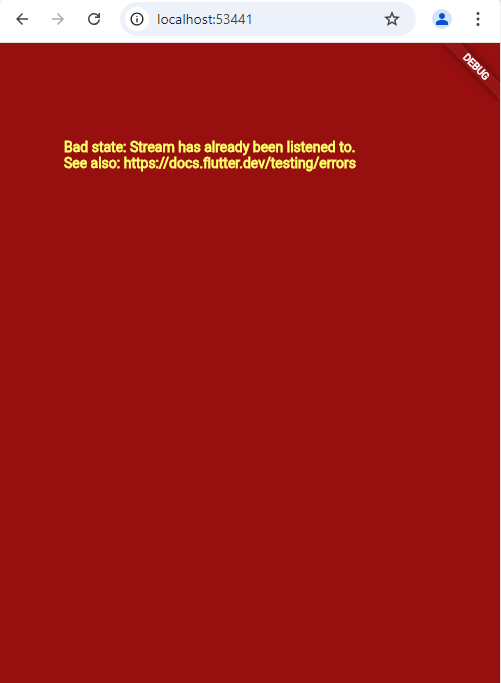 localhost:53441
DEBUG
Bad state: Stream has already been listened to.
See also: https://docs.flutter.dev/testing/errors